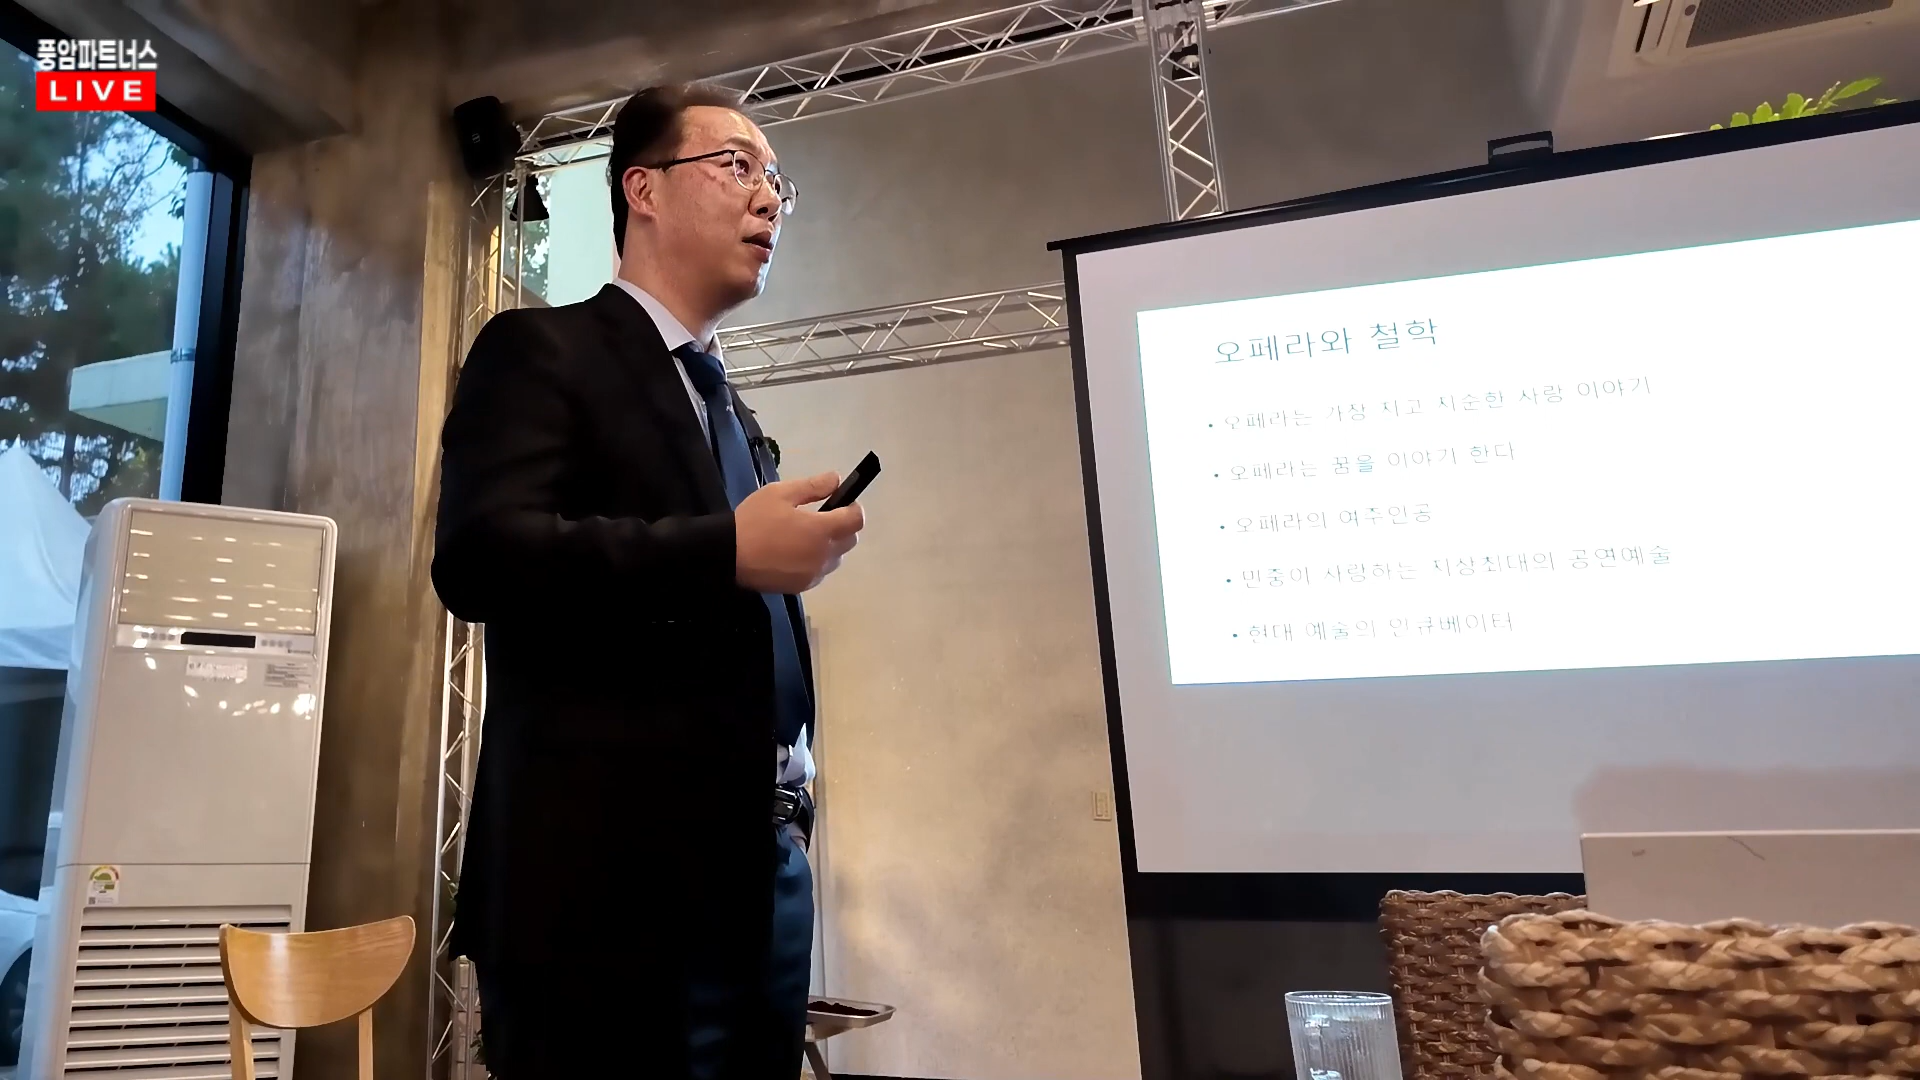 풍암파트너스
LIVE
오페라와 철학
• 오페라는 가장 지고 지순한 사랑 이야기
• 오페라는 꿈을 이야기 한다
• 오페라의 여주인공
• 민중이 사랑하는 지상최대의 공연예술
• 현대 예술의 인큐베이터